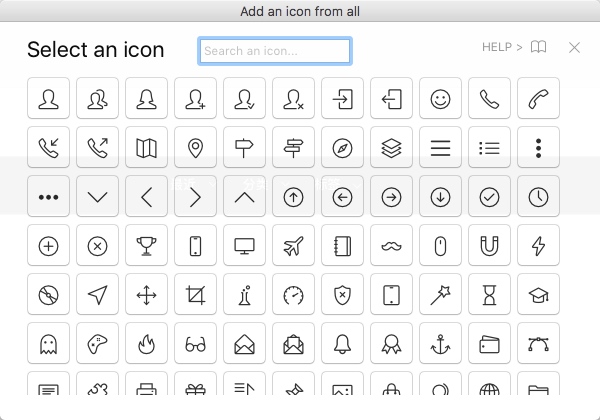 Add an icon from all
Select an icon
Search an icon...
HELP >